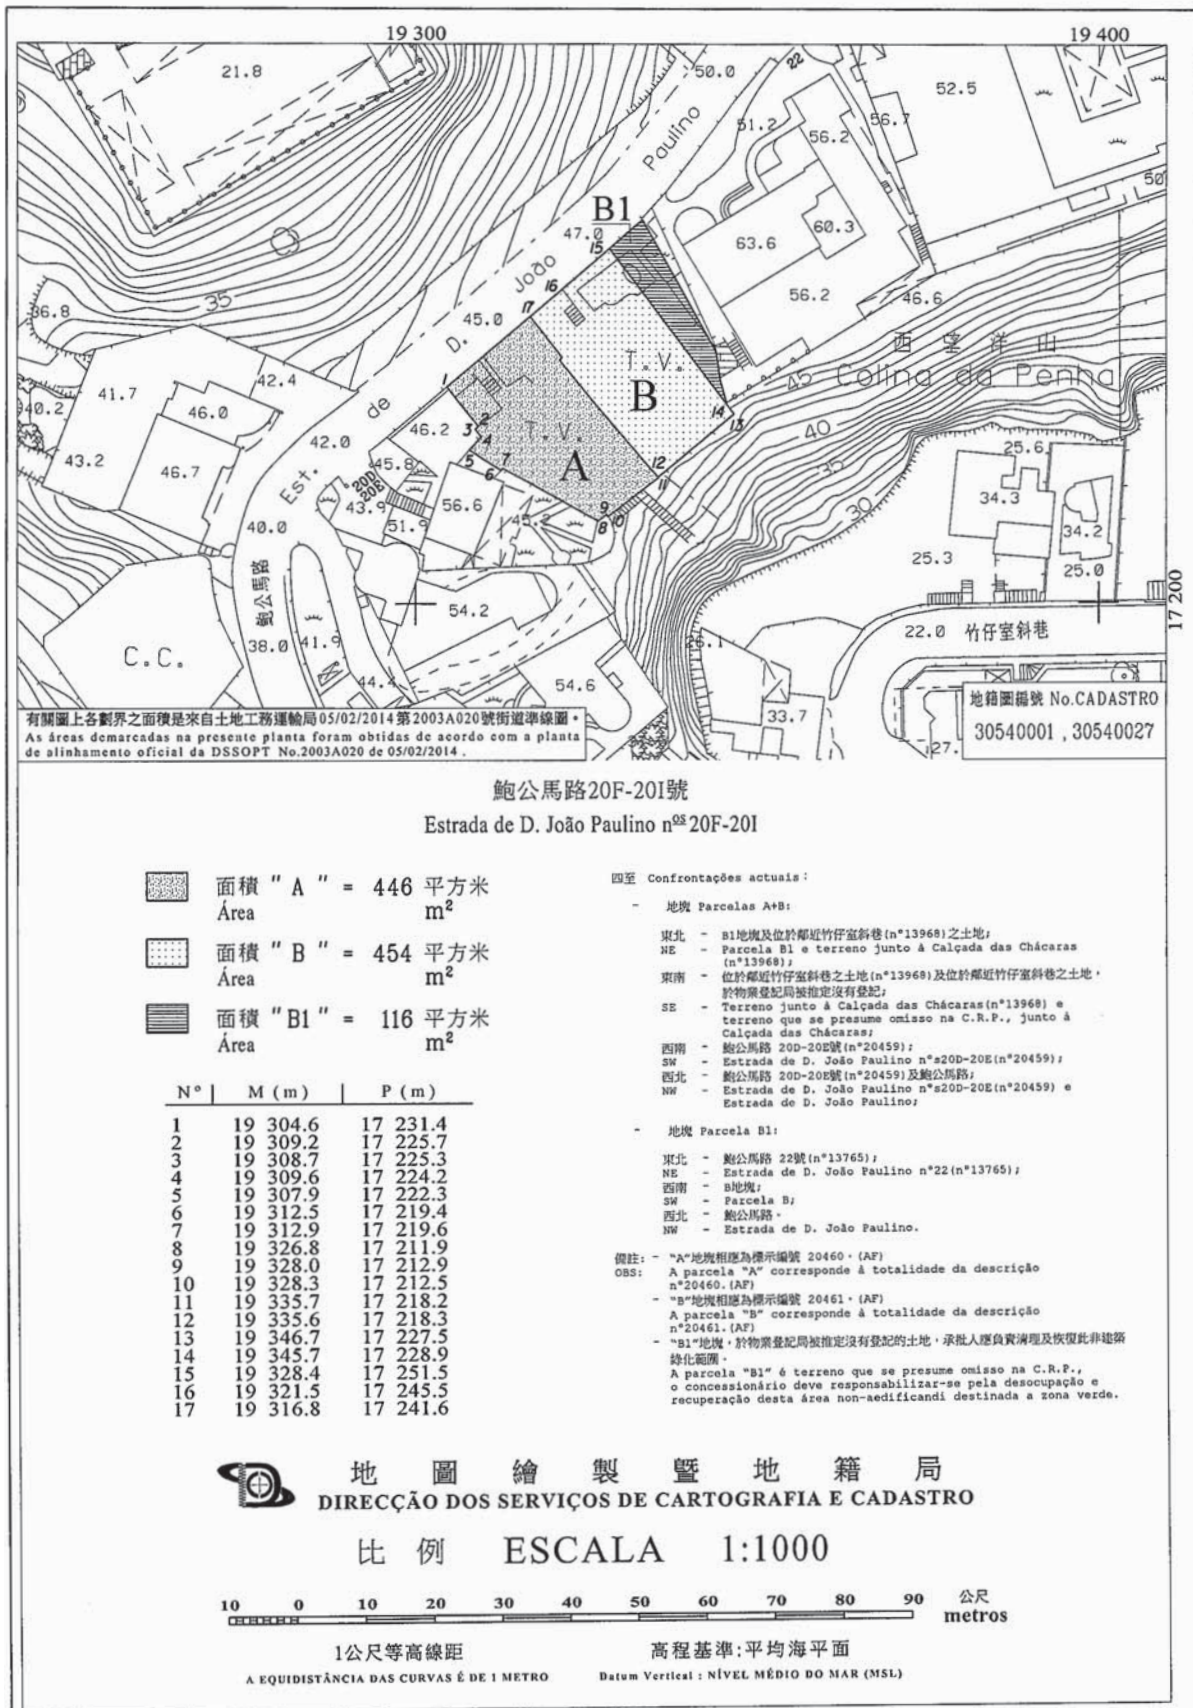 19 300
19 400
21.8
50.0
22
52.5
51.2
56.2
56.7
50
Paulino
B1
47.0
15
63.6
60.3
João
16
45.0
17
56.2
46.6
36.8
35
D.
西望洋山
Colina da Penha
42.4
41.7
T.V.
B
45
1
de
40.2
46.0
46.2
2
3
4
T.V.
14
13
40
42.0
43.2
46.7
45.8
5
6
7
A
12
11
35
25.6
Est.
20D
20E
43.9
56.6
45.2
9
10
8
30
34.3
34.2
51.9
40.0
25.3
25.0
鮑公馬路
54.2
17 200
22.0
竹仔室斜巷
C.C.
38.0
41.9
26.1
44.4
54.6
33.7
27.
有關圖上各劃界之面積是來自土地工務運輸局05/02/2014第2003A020號街道準線圖。
As áreas demarcadas na presente planta foram obtidas de acordo com a planta
de alinhamento oficial da DSSOPT No.2003A020 de 05/02/2014 .
地籍圖編號 No.CADASTRO
30540001 , 30540027
鮑公馬路20F-20I號
Estrada de D. João Paulino nos 20F-20I
面積 " A " = 446 平方米
Área m²
面積 " B " = 454 平方米
Área m²
面積 "B1" = 116 平方米
Área m²
N° M (m) P (m)
1 19 304.6 17 231.4
2 19 309.2 17 225.7
3 19 308.7 17 225.3
4 19 309.6 17 224.2
5 19 307.9 17 222.3
6 19 312.5 17 219.4
7 19 312.9 17 219.6
8 19 326.8 17 211.9
9 19 328.0 17 212.9
10 19 328.3 17 212.5
11 19 335.7 17 218.2
12 19 335.6 17 218.3
13 19 346.7 17 227.5
14 19 345.7 17 228.9
15 19 328.4 17 251.5
16 19 321.5 17 245.5
17 19 316.8 17 241.6
四至 Confrontações actuais :
- 地塊 Parcelas A+B:
東北 - B1地塊及位於鄰近竹仔室斜巷(n°13968)之土地;
NE - Parcela B1 e terreno junto à Calçada das Chácaras
(n°13968);
東南 - 位於鄰近竹仔室斜巷之土地(n°13968)及位於鄰近竹仔室斜巷之土地，
於物業登記局被推定沒有登記;
SE - Terreno junto à Calçada das Chácaras(n°13968) e
terreno que se presume omisso na C.R.P., junto à
Calçada das Chácaras;
西南 - 鮑公馬路 20D-20E號(n°20459);
SW - Estrada de D. João Paulino n°s20D-20E(n°20459);
西北 - 鮑公馬路 20D-20E號(n°20459)及鮑公馬路;
NW - Estrada de D. João Paulino n°s20D-20E(n°20459) e
Estrada de D. João Paulino;
- 地塊 Parcela B1:
東北 - 鮑公馬路 22號(n°13765);
NE - Estrada de D. João Paulino n°22(n°13765);
西南 - B地塊;
SW - Parcela B;
西北 - 鮑公馬路。
NW - Estrada de D. João Paulino.
備註: - "A"地塊相應為標示編號 20460。(AF)
OBS: A parcela "A" corresponde à totalidade da descrição
n°20460.(AF)
- "B"地塊相應為標示編號 20461。(AF)
A parcela "B" corresponde à totalidade da descrição
n°20461.(AF)
- "B1"地塊，於物業登記局被推定沒有登記的土地，承批人應負責清理及恢復此非建築
綠化範圍。
A parcela "B1" é terreno que se presume omisso na C.R.P.,
o concessionário deve responsabilizar-se pela desocupação e
recuperação desta área non-aedificandi destinada a zona verde.
地圖繪製暨地籍局
DIRECÇÃO DOS SERVIÇOS DE CARTOGRAFIA E CADASTRO
比例 ESCALA 1:1000
10 0 10 20 30 40 50 60 70 80 90 公尺
metros
1公尺等高線距
高程基準:平均海平面
A EQUIDISTÂNCIA DAS CURVAS É DE 1 METRO
Datum Vertical : NÍVEL MÉDIO DO MAR (MSL)